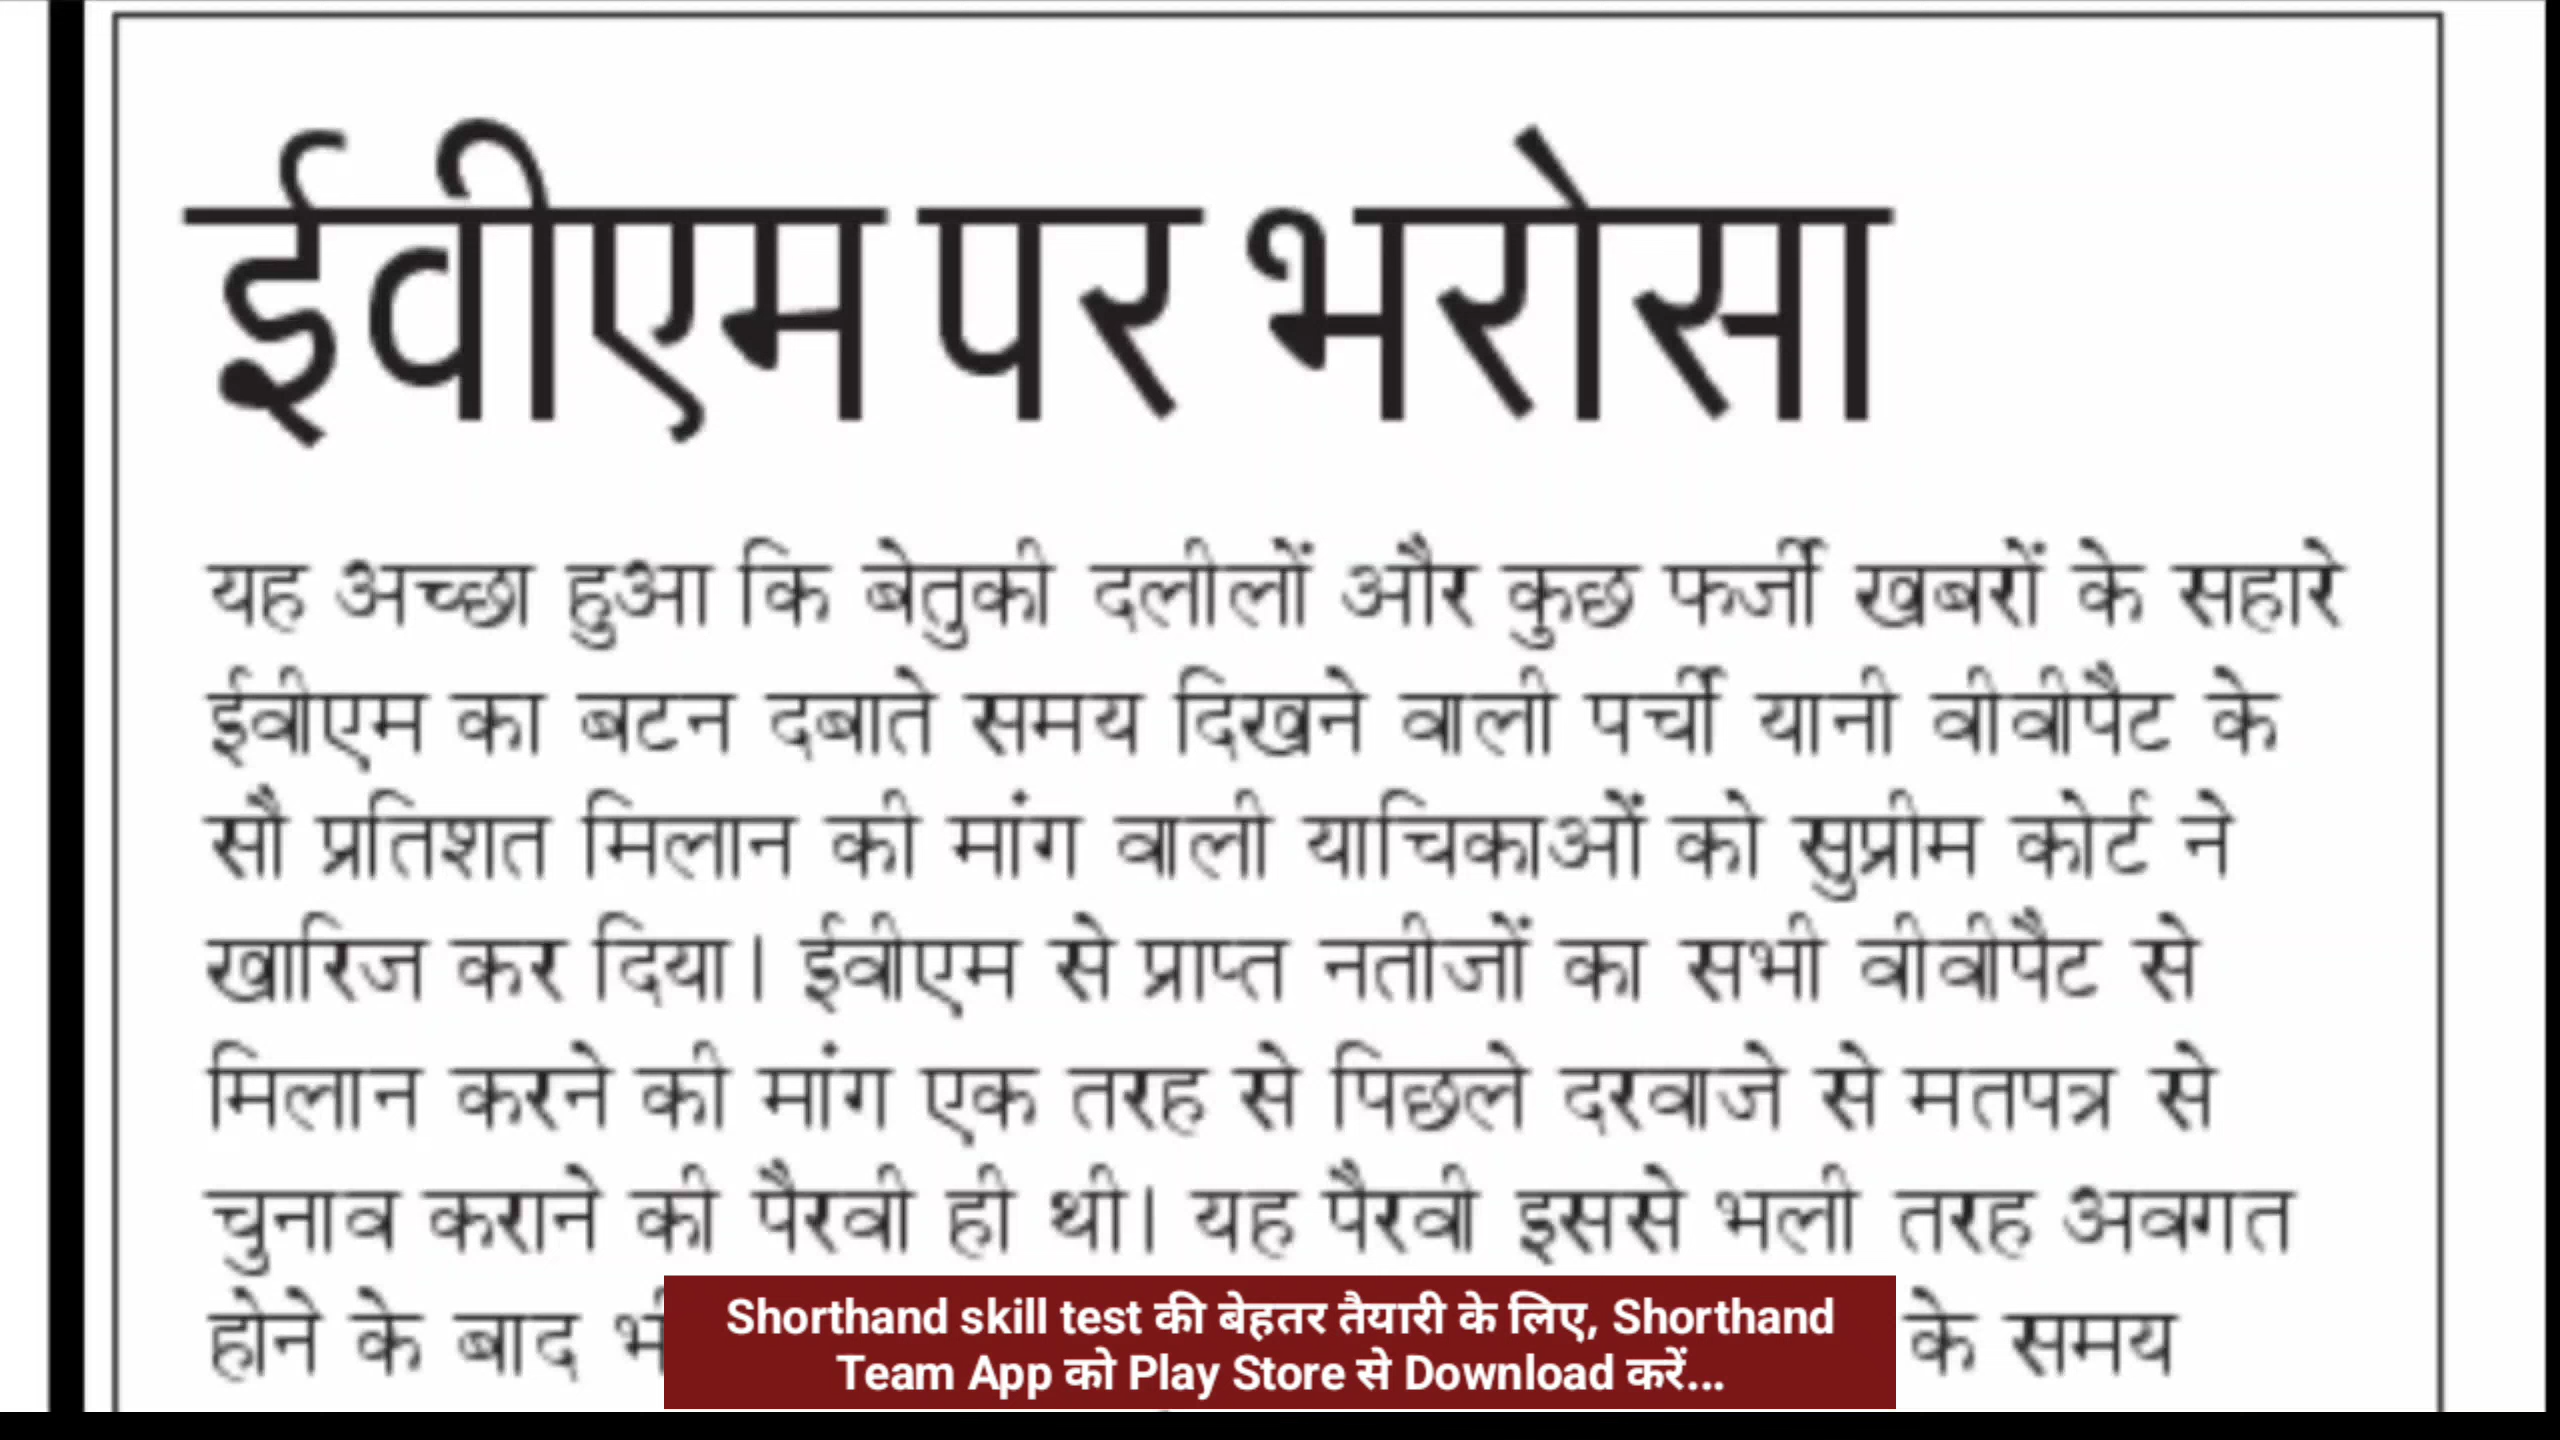 ईवीएम पर भरोसा
यह अच्छा हुआ कि बेतुकी दलीलों और कुछ फर्जी खबरों के सहारे
ईवीएम का बटन दबाते समय दिखने वाली पर्ची यानी वीवीपैट के
सौ प्रतिशत मिलान की मांग वाली याचिकाओं को सुप्रीम कोर्ट ने
खारिज कर दिया। ईवीएम से प्राप्त नतीजों का सभी वीवीपैट से
मिलान करने की मांग एक तरह से पिछले दरवाजे से मतपत्र से
चुनाव कराने की पैरवी ही थी। यह पैरवी इससे भली तरह अवगत
होने के बाद के समय
Shorthand skill test की बेहतर तैयारी के लिए, Shorthand
Team App को Play Store से Download करें...